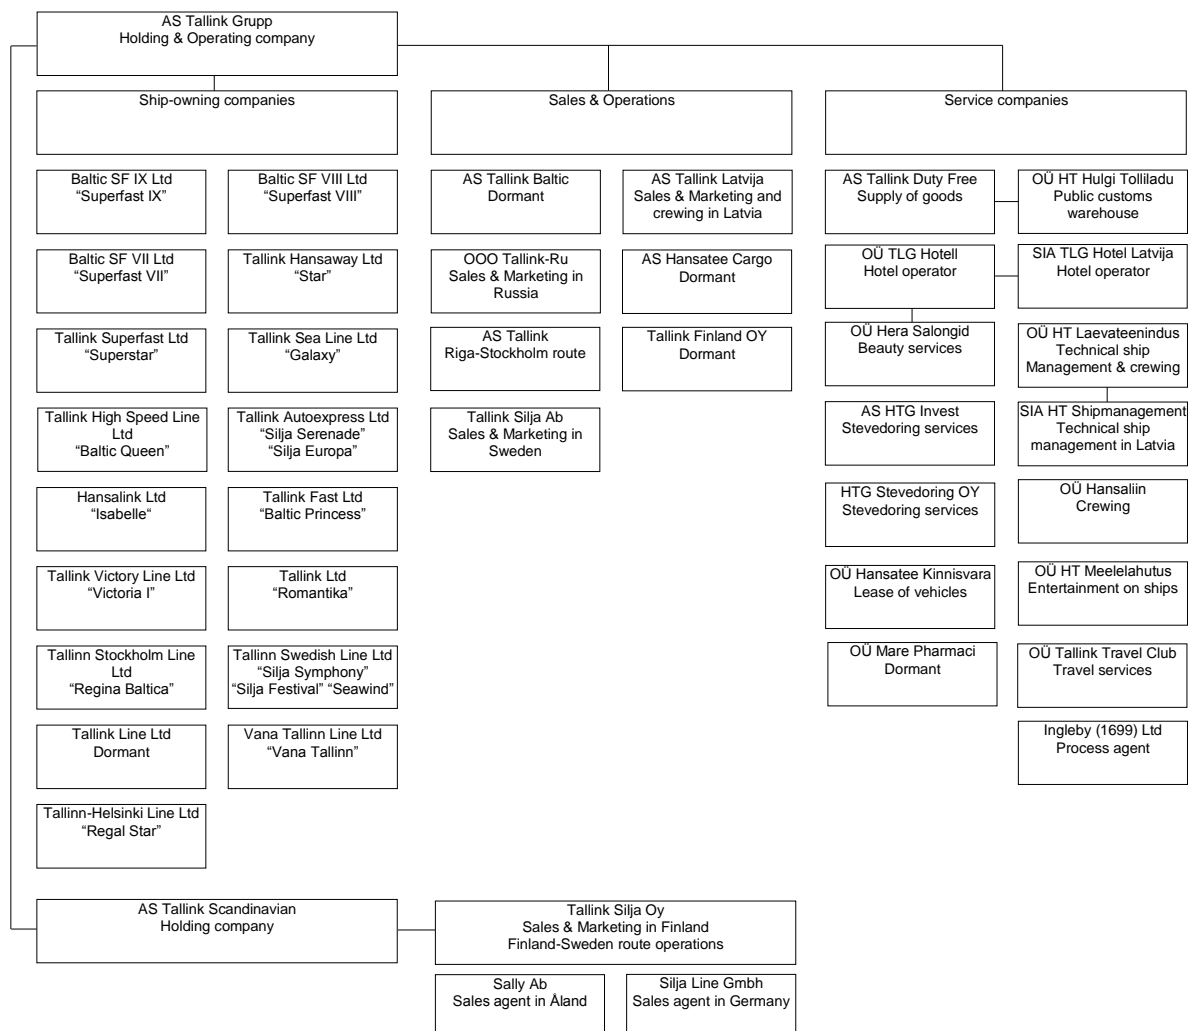 AS Tallink Grupp
Holding & Operating company
Ship-owning companies
Sales & Operations
Service companies
Baltic SF IX Ltd
“Superfast IX”
Baltic SF VIII Ltd
“Superfast VIII”
AS Tallink Baltic
Dormant
AS Tallink Latvija
Sales & Marketing and
crewing in Latvia
AS Tallink Duty Free
Supply of goods
OÜ HT Hulgi Tolliladu
Public customs
warehouse
Baltic SF VII Ltd
“Superfast VII”
Tallink Hansaway Ltd
“Star”
OOO Tallink-Ru
Sales & Marketing in
Russia
AS Hansatee Cargo
Dormant
OÜ TLG Hotell
Hotel operator
SIA TLG Hotel Latvija
Hotel operator
Tallink Superfast Ltd
“Superstar”
Tallink Sea Line Ltd
“Galaxy”
AS Tallink
Riga-Stockholm route
Tallink Finland OY
Dormant
OÜ Hera Salongid
Beauty services
OÜ HT Laevateenindus
Technical ship
Management & crewing
Tallink High Speed Line
Ltd
“Baltic Queen”
Tallink Autoexpress Ltd
“Silja Serenade”
“Silja Europa”
Tallink Silja Ab
Sales & Marketing in
Sweden
AS HTG Invest
Stevedoring services
SIA HT Shipmanagement
Technical ship
management in Latvia
Hansalink Ltd
“Isabelle“
Tallink Fast Ltd
“Baltic Princess”
HTG Stevedoring OY
Stevedoring services
OÜ Hansaliin
Crewing
Tallink Victory Line Ltd
“Victoria I”
Tallink Ltd
“Romantika”
OÜ Hansatee Kinnisvara
Lease of vehicles
OÜ HT Meelelahutus
Entertainment on ships
Tallinn Stockholm Line
Ltd
“Regina Baltica”
Tallinn Swedish Line Ltd
“Silja Symphony”
“Silja Festival” “Seawind”
OÜ Mare Pharmaci
Dormant
OÜ Tallink Travel Club
Travel services
Tallink Line Ltd
Dormant
Vana Tallinn Line Ltd
“Vana Tallinn”
Ingleby (1699) Ltd
Process agent
Tallinn-Helsinki Line Ltd
“Regal Star”
AS Tallink Scandinavian
Holding company
Tallink Silja Oy
Sales & Marketing in Finland
Finland-Sweden route operations
Sally Ab
Sales agent in Åland
Silja Line Gmbh
Sales agent in Germany